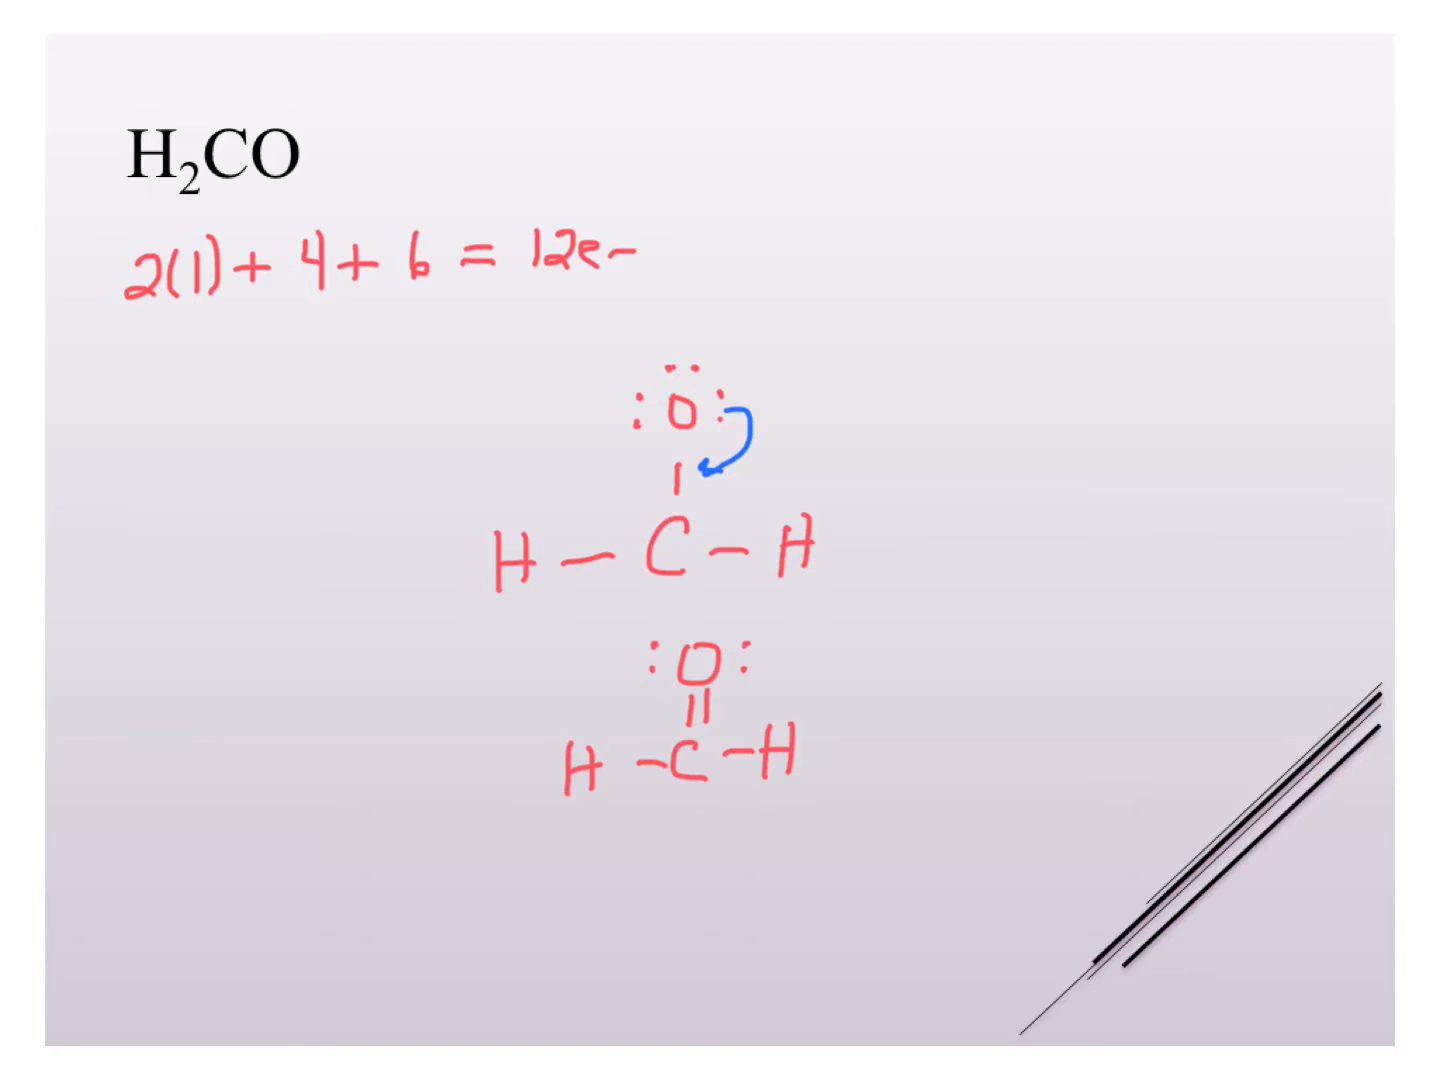 H₂CO
2(1) + 4 + 6 = 12e-
: Ö :
|
H — C — H
: O :
||
H - C - H